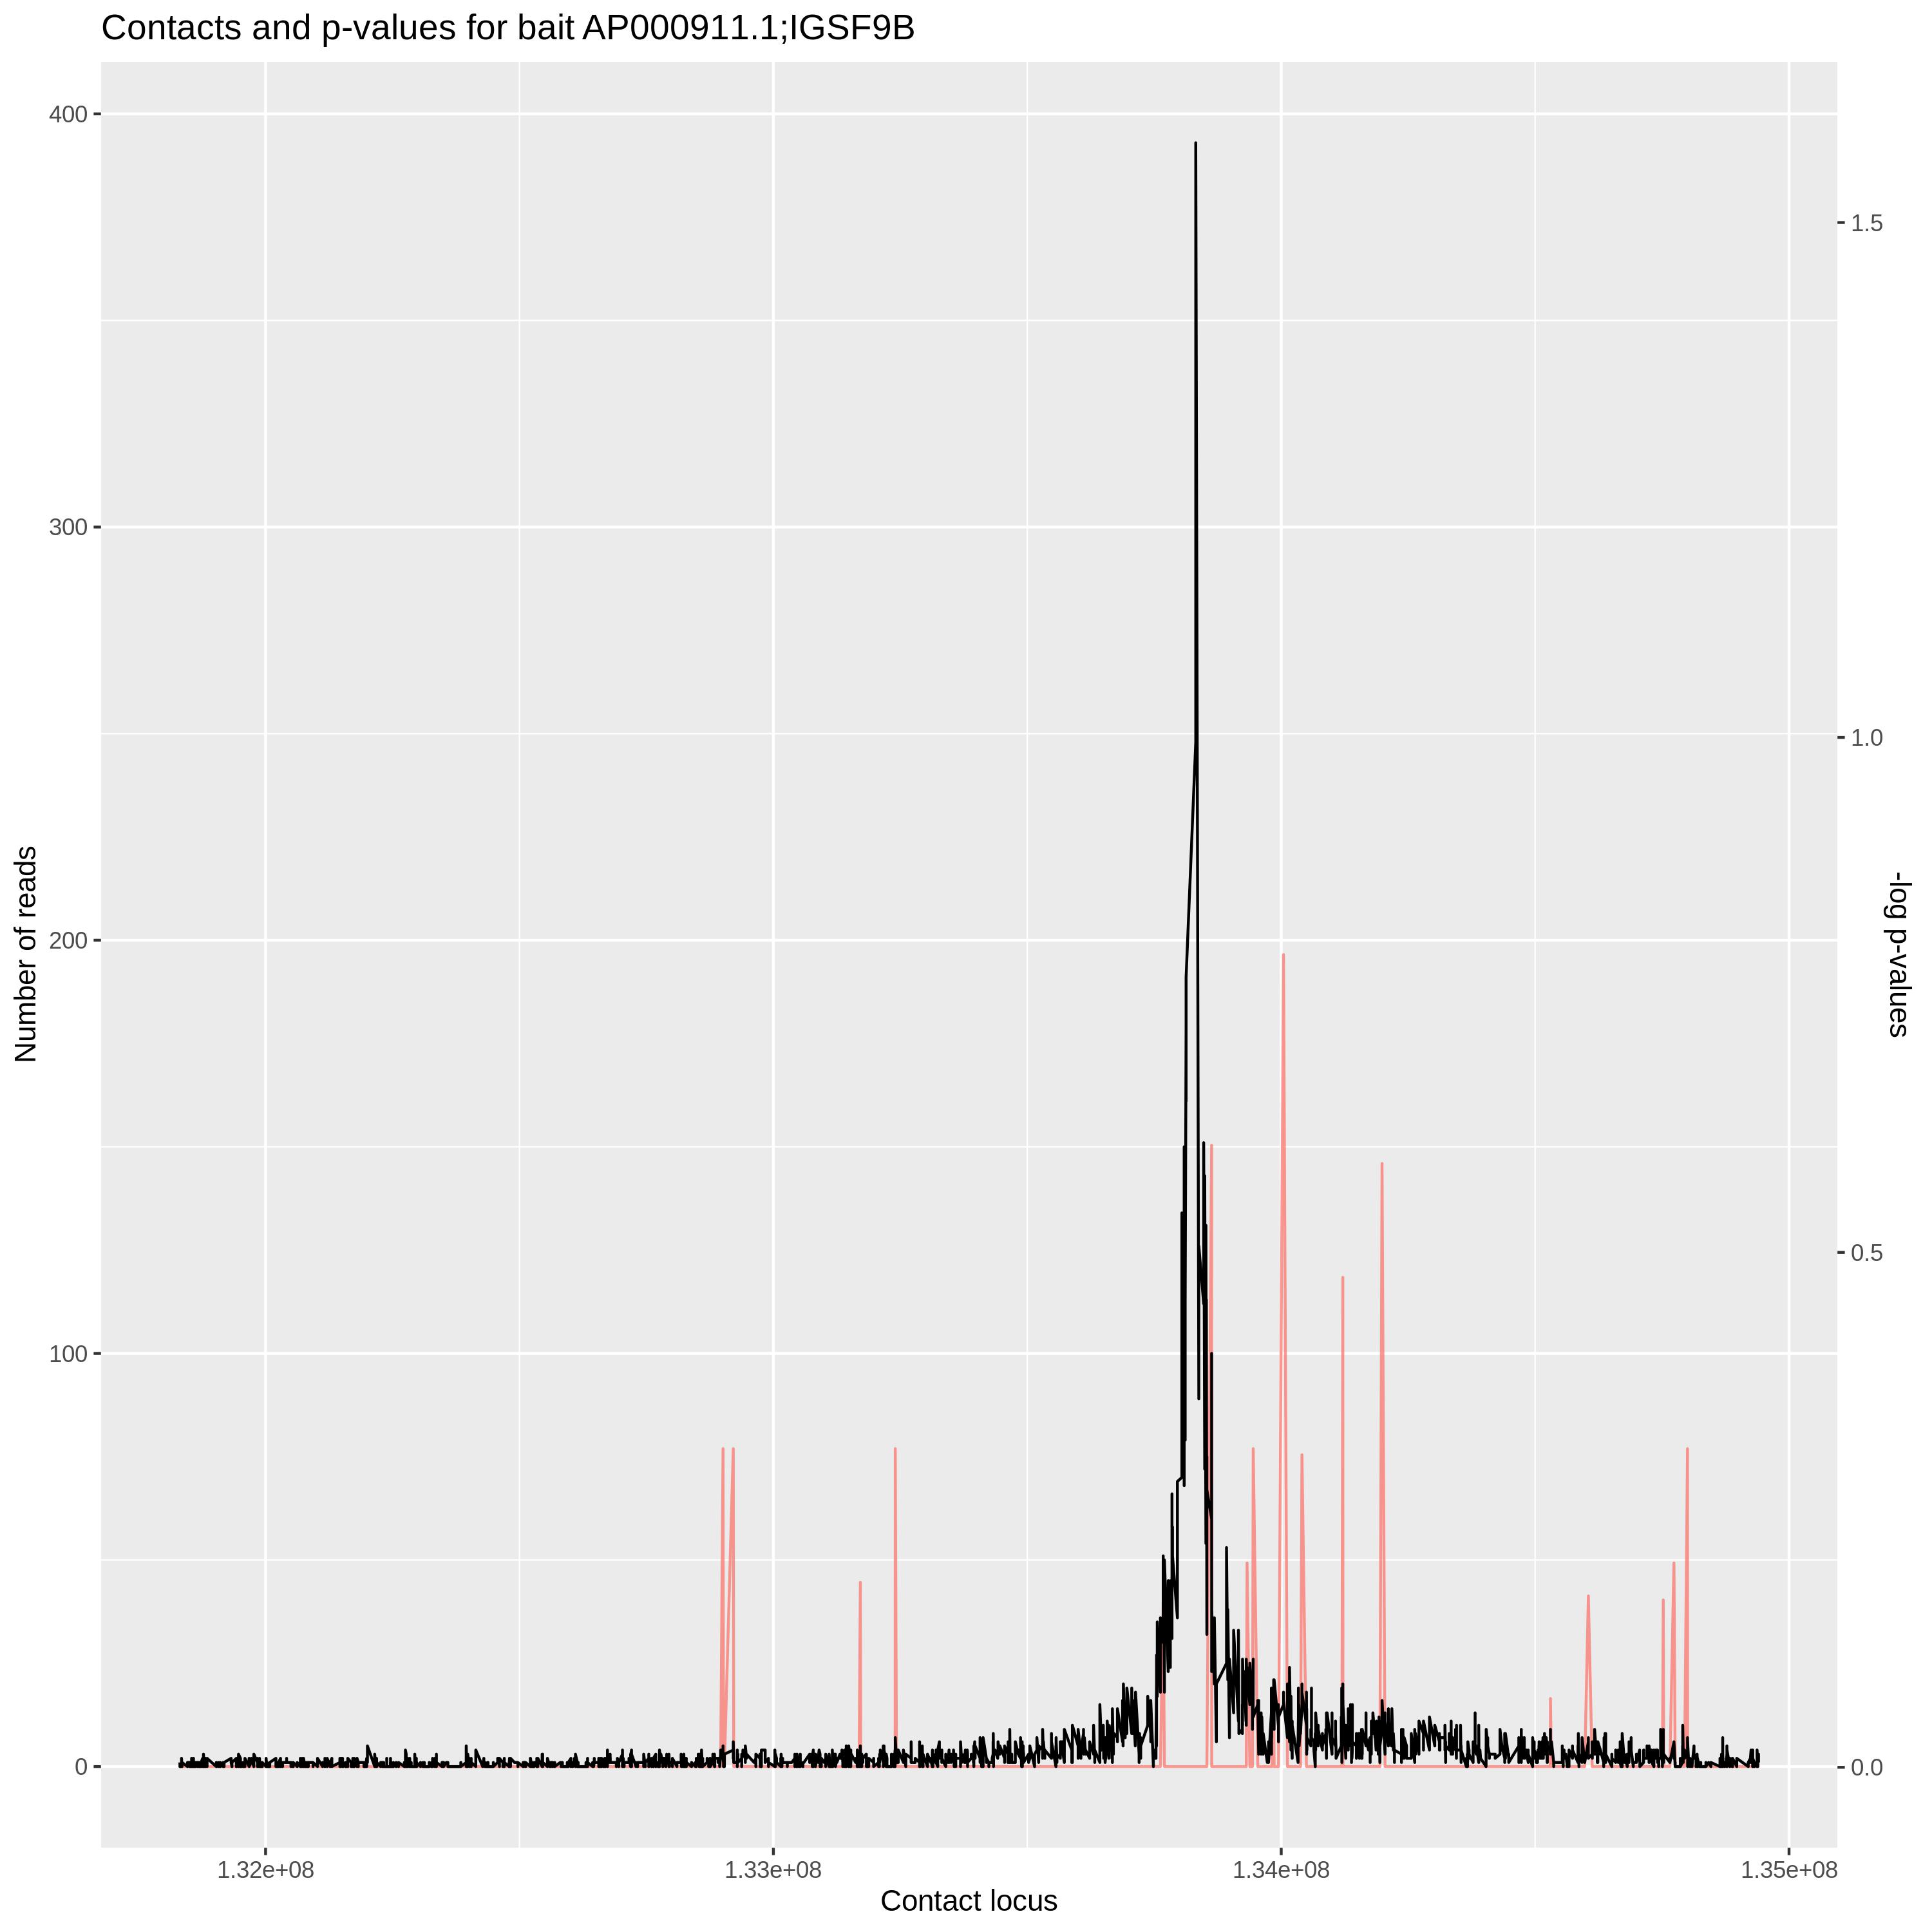 Contacts and p-values for bait AP000911.1;IGSF9B
400
300
200
100
0
Number of reads
1.5
1.0
0.5
0.0
-log p-values
1.32e+08
1.33e+08
1.34e+08
1.35e+08
Contact locus